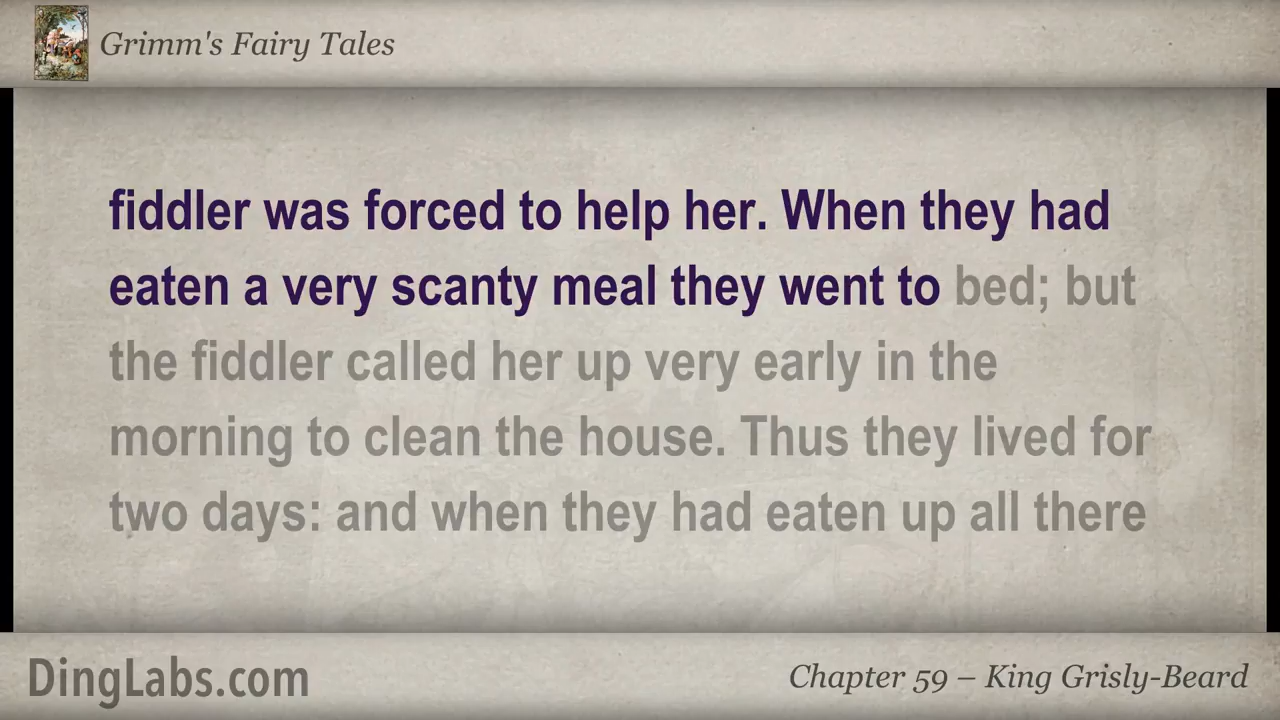 Grimm's Fairy Tales
fiddler was forced to help her. When they had
eaten a very scanty meal they went to bed; but
the fiddler called her up very early in the
morning to clean the house. Thus they lived for
two days: and when they had eaten up all there
DingLabs.com
Chapter 59 – King Grisly-Beard